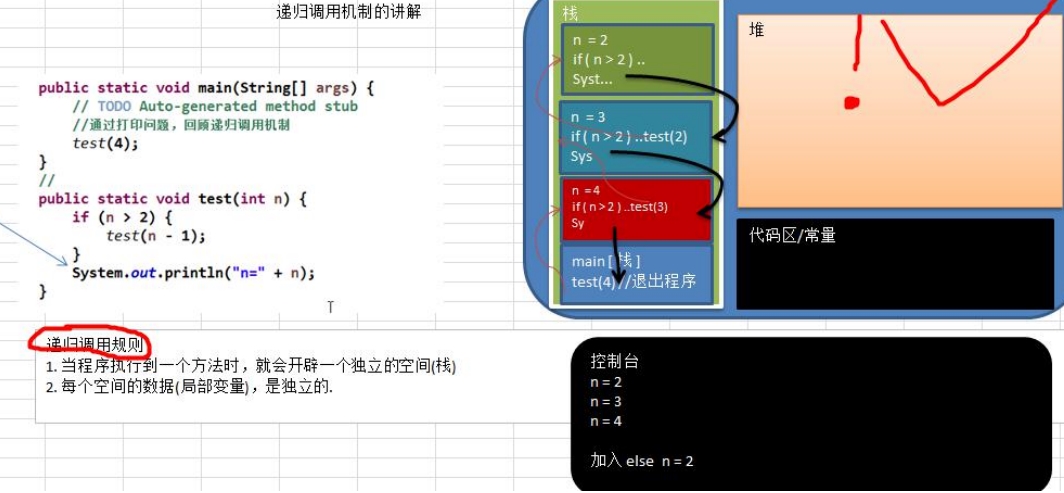 递归调用机制的讲解
public static void main(String[] args) {
// TODO Auto-generated method stub
//通过打印问题，回顾递归调用机制
test(4);
}
//
public static void test(int n) {
if (n > 2) {
test(n - 1);
}
System.out.println("n=" + n);
}
递归调用规则
1. 当程序执行到一个方法时，就会开辟一个独立的空间(栈)
2. 每个空间的数据(局部变量)，是独立的.
栈
n = 2
if( n > 2 ) ..
Syst...
n = 3
if( n > 2 ) ..test(2)
Sys
n =4
if( n > 2 ) ..test(3)
Sy
main [ 栈 ]
test(4) //退出程序
堆
代码区/常量
控制台
n = 2
n = 3
n = 4
加入 else n = 2